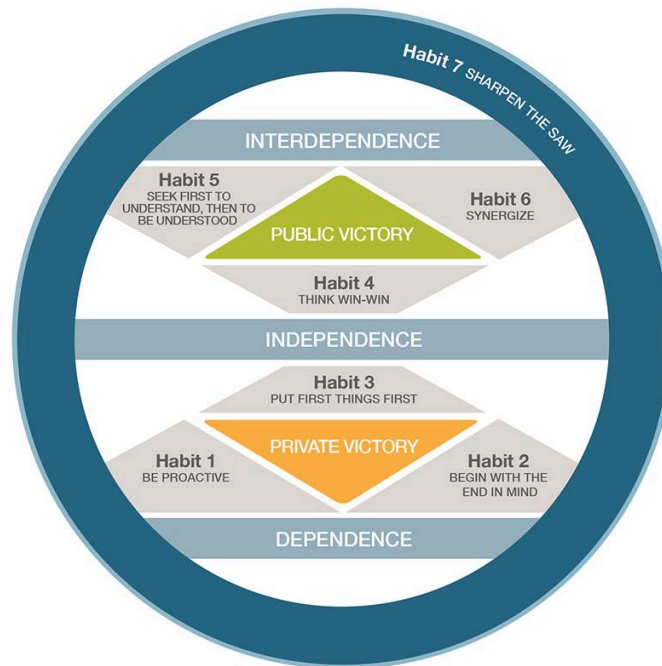 Habit 7 SHARPEN THE SAW
INTERDEPENDENCE
Habit 5
SEEK FIRST TO
UNDERSTAND, THEN TO
BE UNDERSTOOD
Habit 6
SYNERGIZE
PUBLIC VICTORY
Habit 4
THINK WIN-WIN
INDEPENDENCE
Habit 3
PUT FIRST THINGS FIRST
PRIVATE VICTORY
Habit 1
BE PROACTIVE
Habit 2
BEGIN WITH THE
END IN MIND
DEPENDENCE